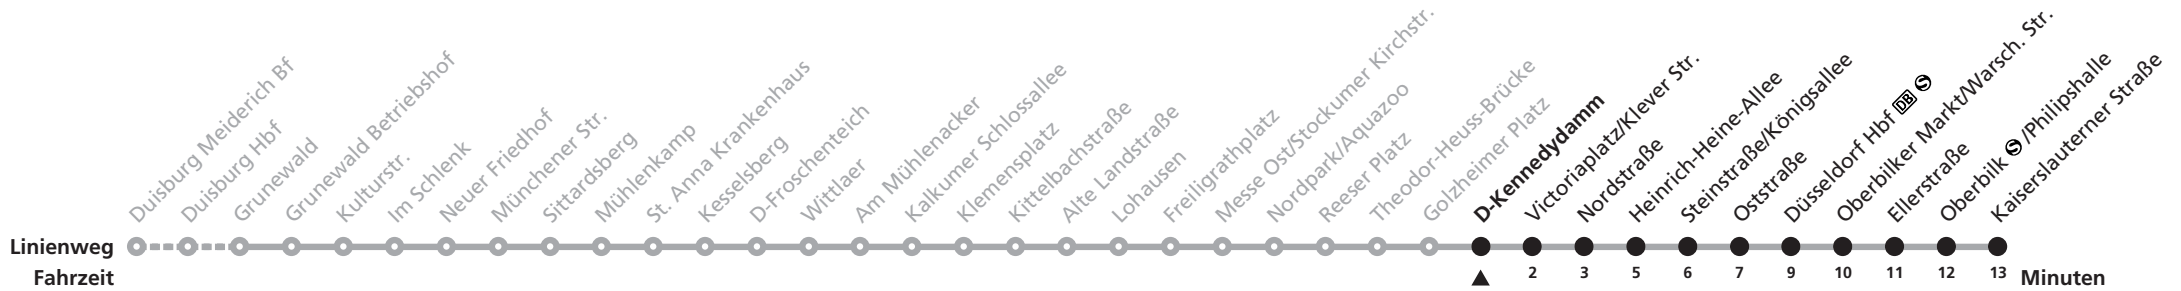 Duisburg Meiderich Bf
Duisburg Hbf
Grunewald
Grunewald Betriebshof
Kulturstr.
Im Schlenk
Neuer Friedhof
Münchener Str.
Sittardsberg
Mühlenkamp
St. Anna Krankenhaus
Kesselsberg
D-Froschenteich
Wittlaer
Am Mühlenacker
Kalkumer Schlossallee
Klemensplatz
Kittelbachstraße
Alte Landstraße
Lohausen
Freiligrathplatz
Messe Ost/Stockumer Kirchstr.
Nordpark/Aquazoo
Reeser Platz
Theodor-Heuss-Brücke
Golzheimer Platz
D-Kennedydamm
Victoriaplatz/Klever Str.
Nordstraße
Heinrich-Heine-Allee
Steinstraße/Königsallee
Oststraße
Düsseldorf Hbf DB S
Oberbilker Markt/Warsch. Str.
Ellerstraße
Oberbilk S/Philipshalle
Kaiserslauterner Straße
Linienweg
Fahrzeit 2 3 5 6 7 9 10 11 12 13 Minuten